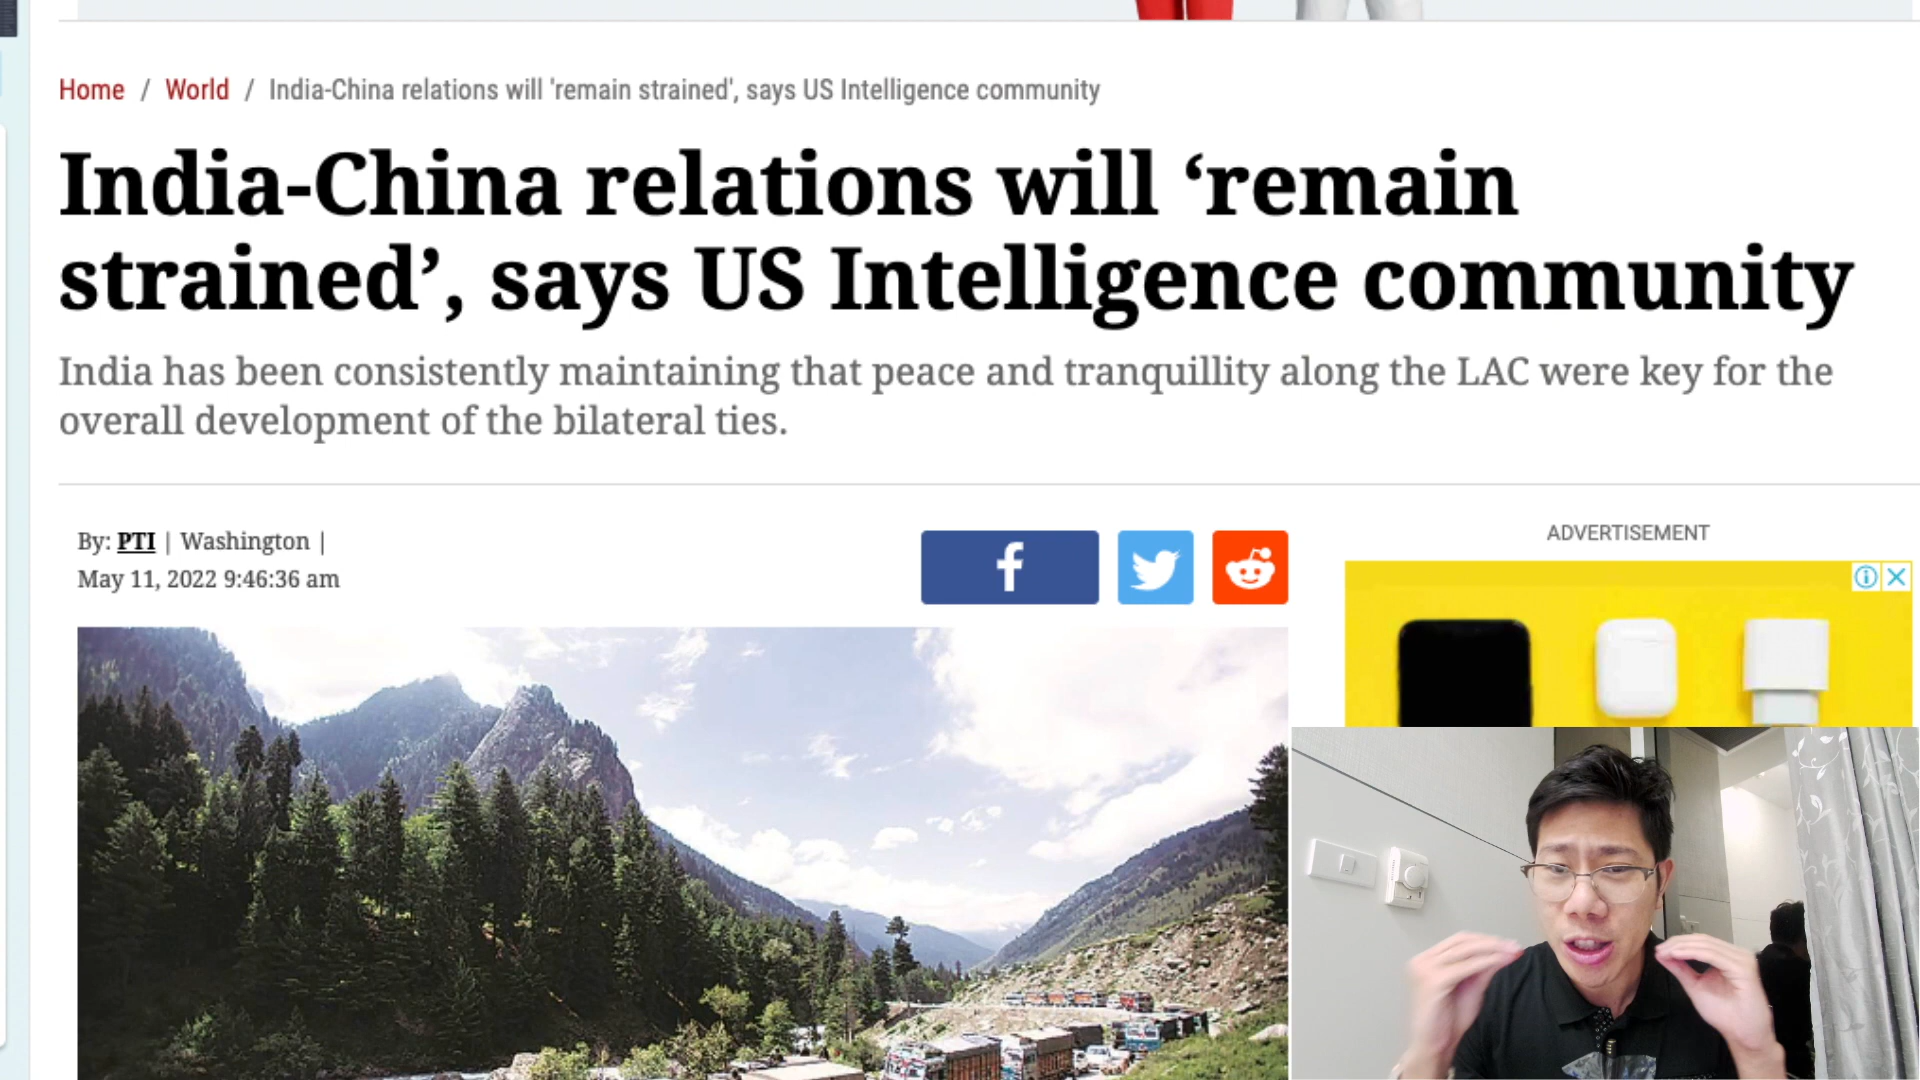 Home / World / India-China relations will 'remain strained', says US Intelligence community
India-China relations will ‘remain
strained’, says US Intelligence community
India has been consistently maintaining that peace and tranquillity along the LAC were key for the
overall development of the bilateral ties.
By: PTI | Washington |
May 11, 2022 9:46:36 am
ADVERTISEMENT